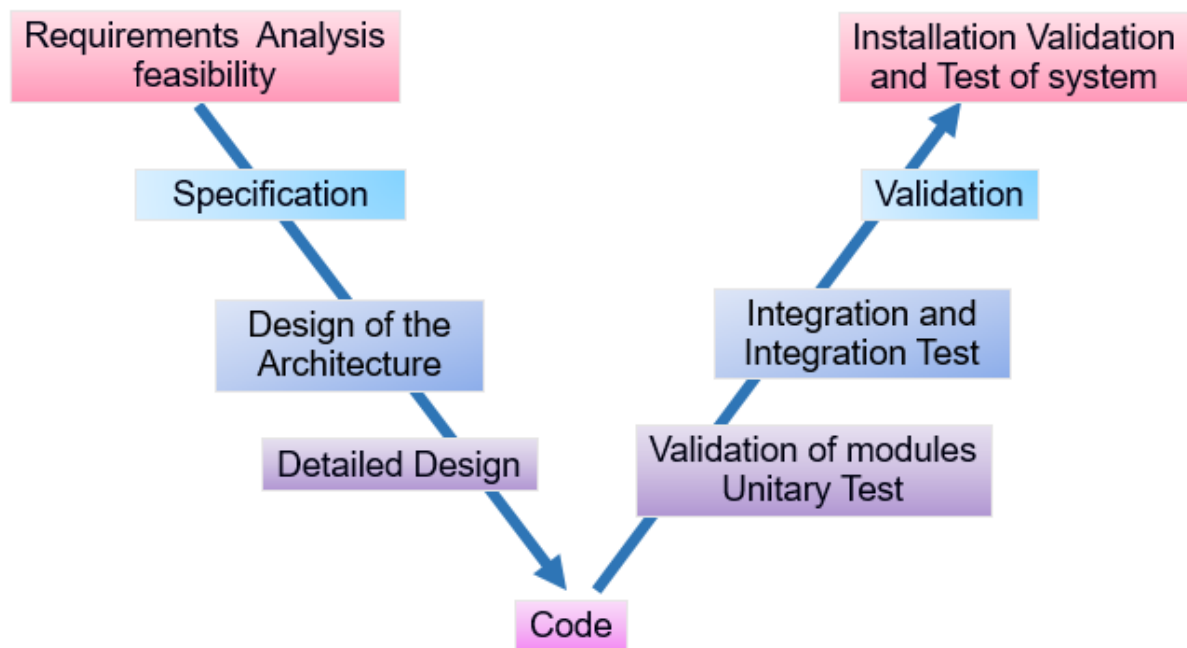 Requirements Analysis
feasibility
Installation Validation
and Test of system
Specification
Validation
Design of the
Architecture
Integration and
Integration Test
Detailed Design
Validation of modules
Unitary Test
Code